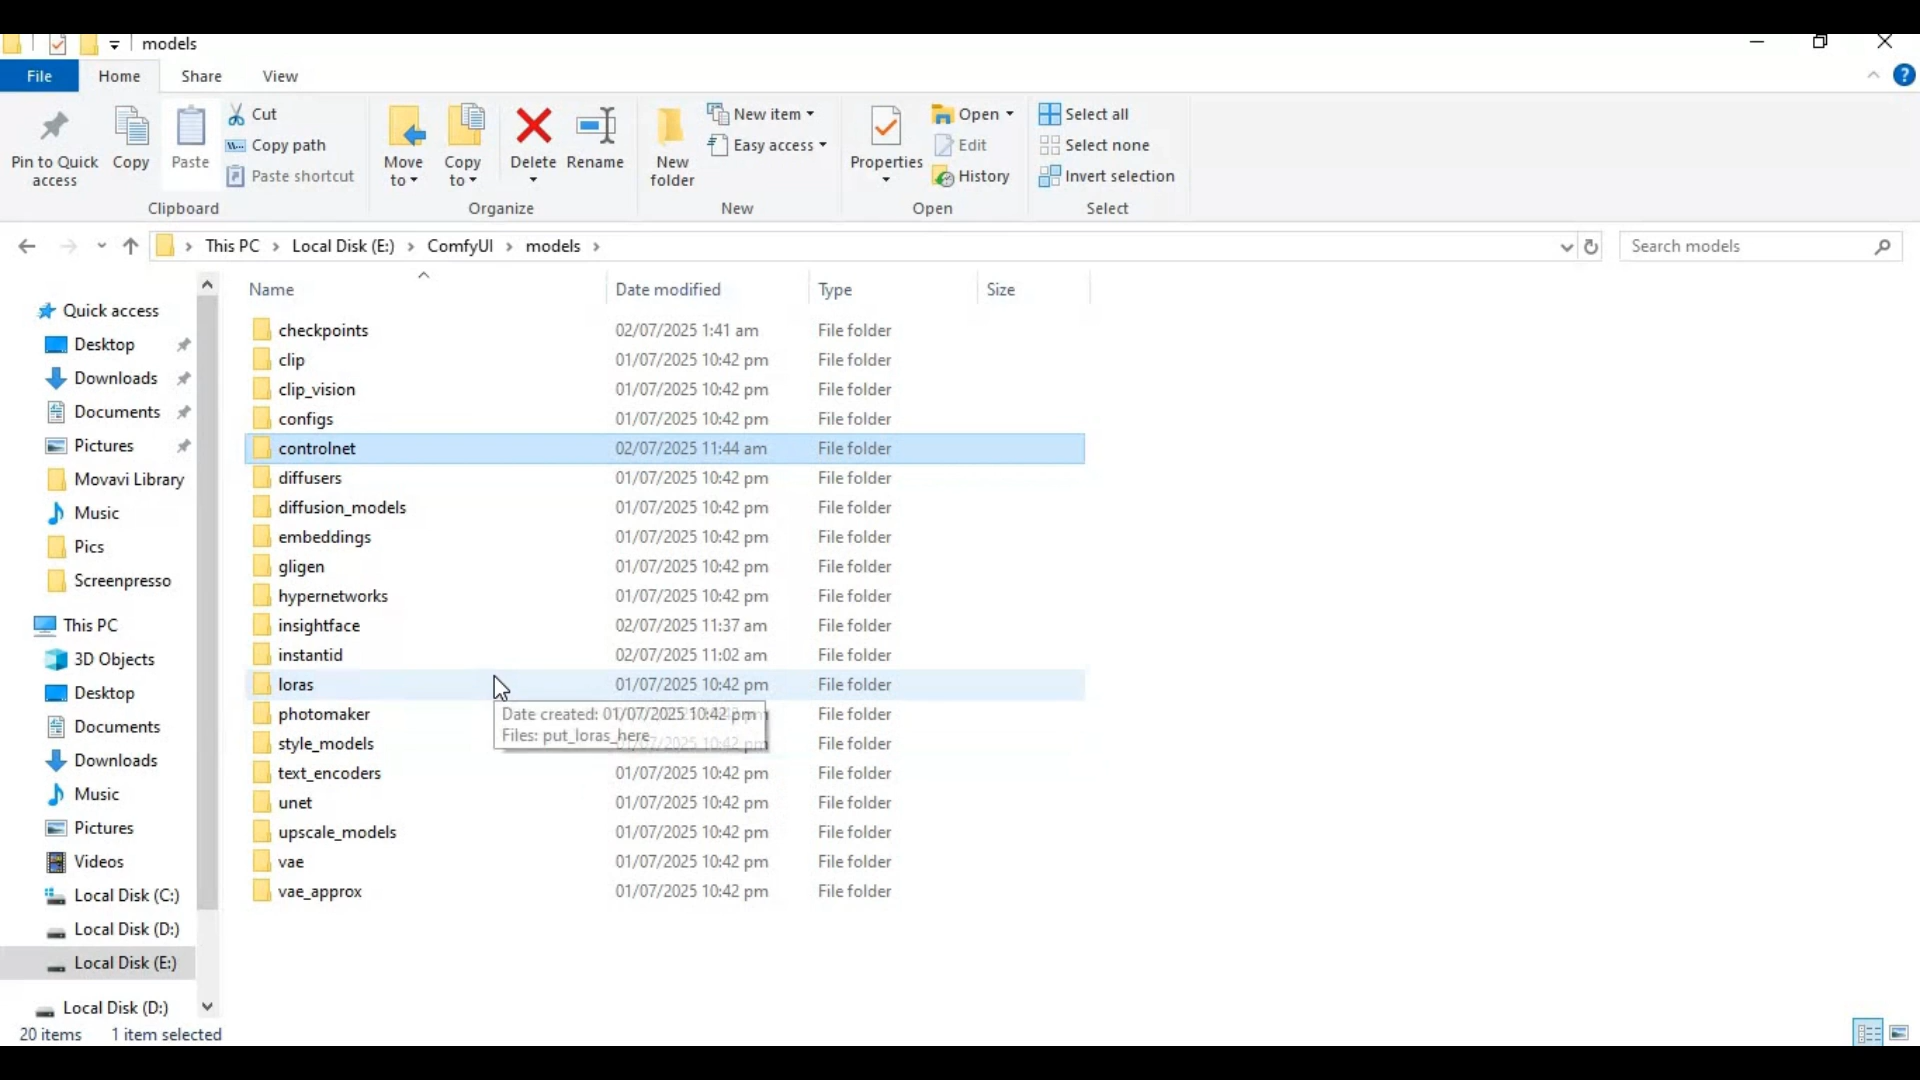 models
File Home Share View
Pin to Quick access
Copy
Paste
Cut
Copy path
Paste shortcut
Clipboard
Move to
Copy to
Delete
Rename
Organize
New folder
New item
Easy access
New
Properties
Open
Edit
History
Open
Select all
Select none
Invert selection
Select
This PC Local Disk (E:) ComfyUI models
Search models
Quick access
Desktop
Downloads
Documents
Pictures
Movavi Library
Music
Pics
Screenpresso
This PC
3D Objects
Desktop
Documents
Downloads
Music
Pictures
Videos
Local Disk (C:)
Local Disk (D:)
Local Disk (E:)
Local Disk (D:)
Name Date modified Type Size
checkpoints 02/07/2025 1:41 am File folder
clip 01/07/2025 10:42 pm File folder
clip_vision 01/07/2025 10:42 pm File folder
configs 01/07/2025 10:42 pm File folder
controlnet 02/07/2025 11:44 am File folder
diffusers 01/07/2025 10:42 pm File folder
diffusion_models 01/07/2025 10:42 pm File folder
embeddings 01/07/2025 10:42 pm File folder
gligen 01/07/2025 10:42 pm File folder
hypernetworks 01/07/2025 10:42 pm File folder
insightface 02/07/2025 11:37 am File folder
instantid 02/07/2025 11:02 am File folder
loras 01/07/2025 10:42 pm File folder
photomaker File folder
Date created: 01/07/2025 10:42 pm
Files: put_loras_here
style_models File folder
text_encoders 01/07/2025 10:42 pm File folder
unet 01/07/2025 10:42 pm File folder
upscale_models 01/07/2025 10:42 pm File folder
vae 01/07/2025 10:42 pm File folder
vae_approx 01/07/2025 10:42 pm File folder
20 items 1 item selected